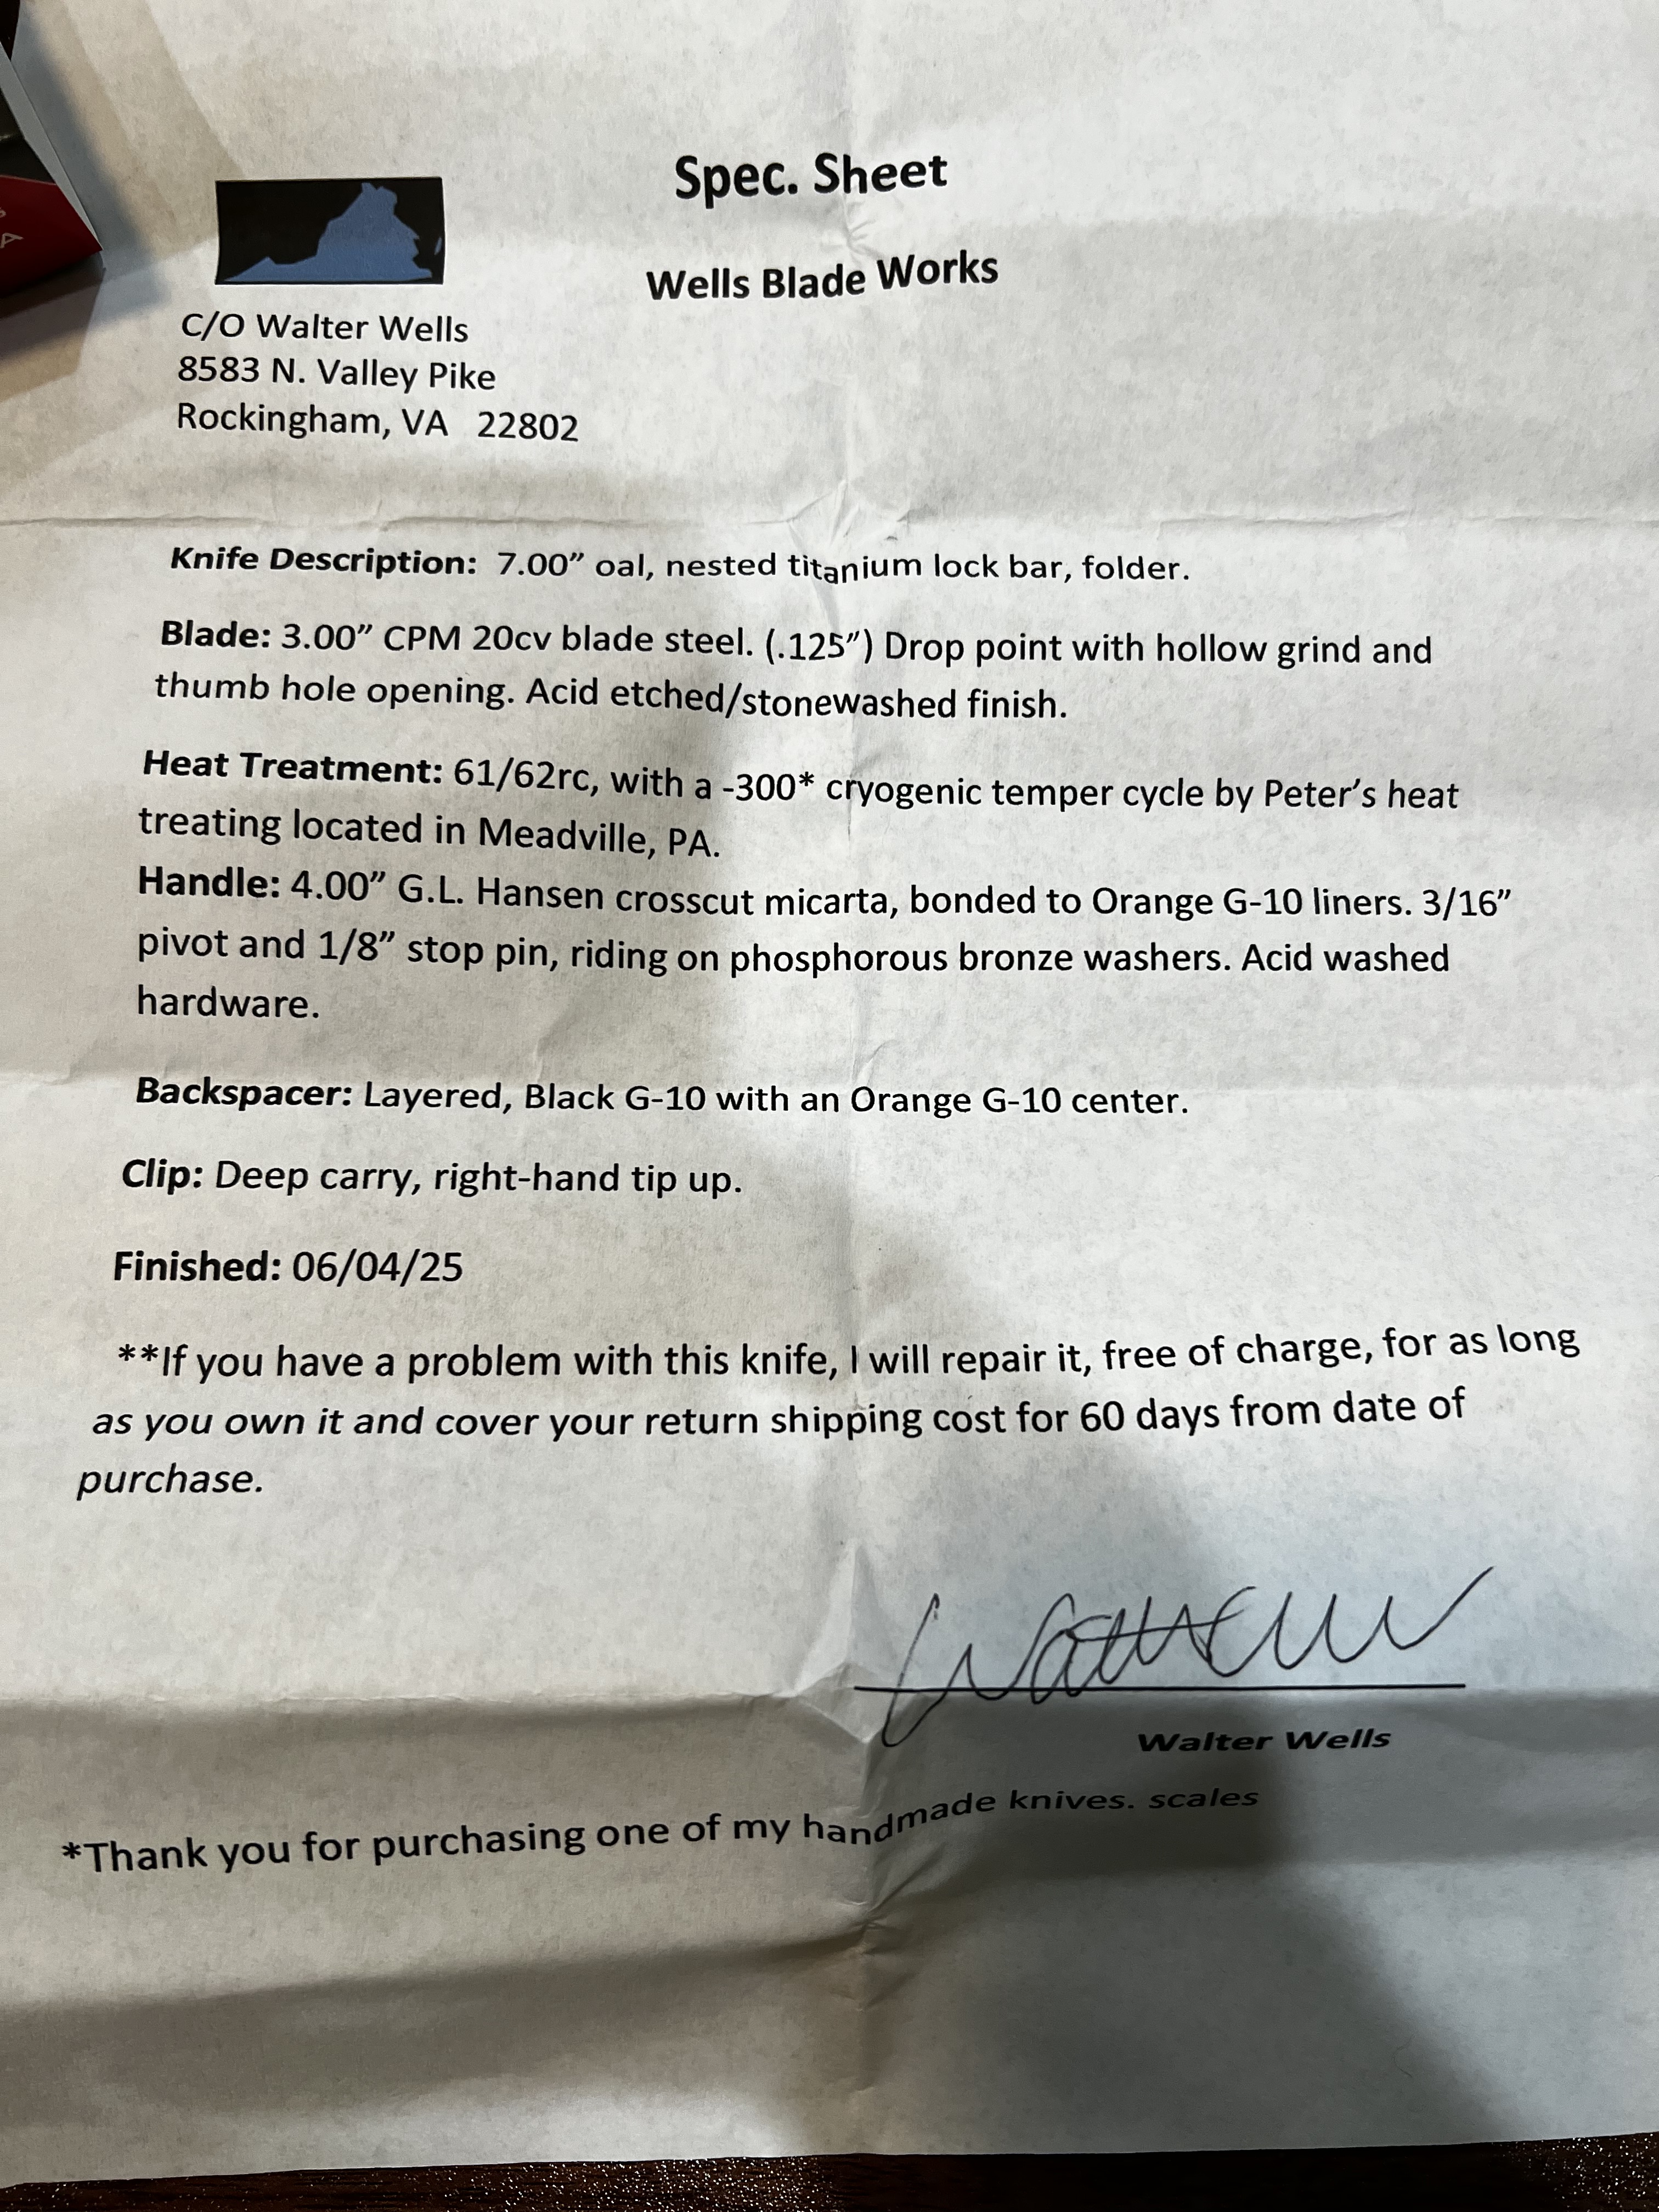 Spec. Sheet
Wells Blade Works
C/O Walter Wells
8583 N. Valley Pike
Rockingham, VA 22802
Knife Description: 7.00” oal, nested titanium lock bar, folder.
Blade: 3.00” CPM 20cv blade steel. (.125”) Drop point with hollow grind and
thumb hole opening. Acid etched/stonewashed finish.
Heat Treatment: 61/62rc, with a -300* cryogenic temper cycle by Peter’s heat
treating located in Meadville, PA.
Handle: 4.00” G.L. Hansen crosscut micarta, bonded to Orange G-10 liners. 3/16”
pivot and 1/8” stop pin, riding on phosphorous bronze washers. Acid washed
hardware.
Backspacer: Layered, Black G-10 with an Orange G-10 center.
Clip: Deep carry, right-hand tip up.
Finished: 06/04/25
**If you have a problem with this knife, I will repair it, free of charge, for as long
as you own it and cover your return shipping cost for 60 days from date of
purchase.
Walter Wells
*Thank you for purchasing one of my handmade knives. scales